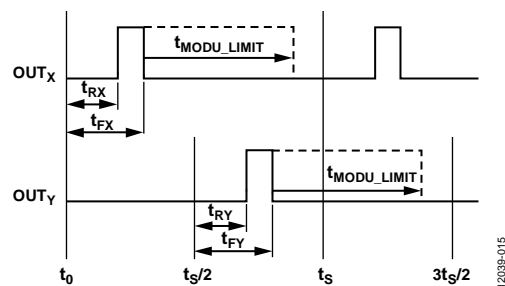 OUTX
tMODU_LIMIT
tRX
tFX
OUTY
tMODU_LIMIT
tRY
tFY
t0
tS/2
tS
3tS/2
12039-015